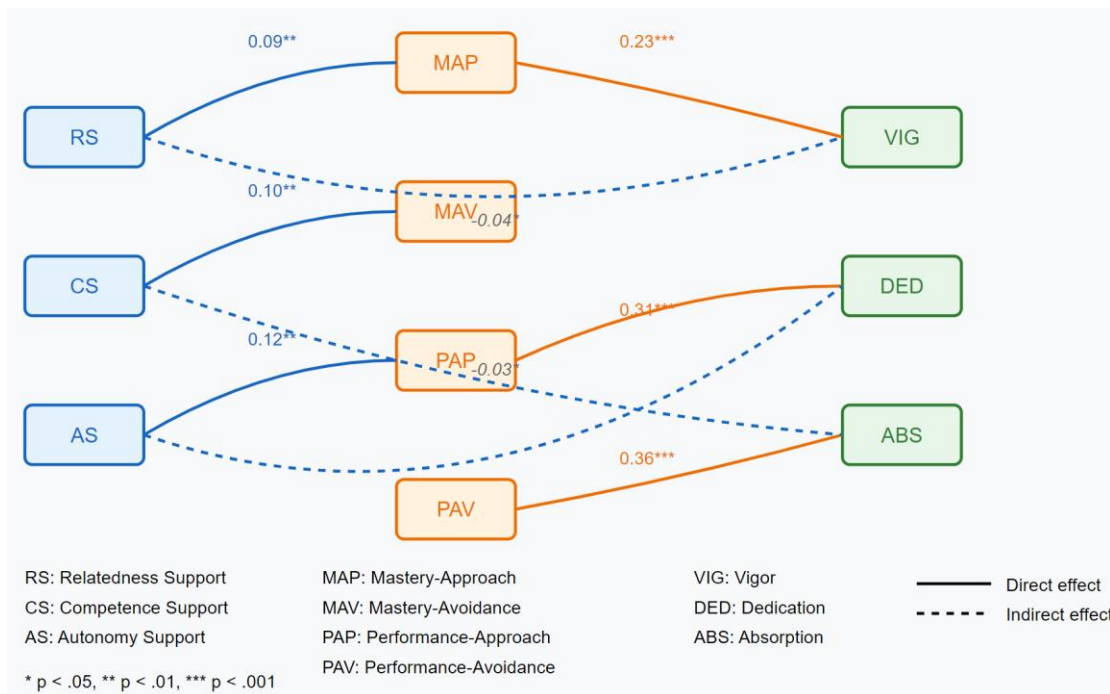 0.09**
MAP
0.23***
RS
VIG
0.10**
MAV
-0.04*
CS
DED
0.12**
0.31***
PAP
-0.03*
AS
ABS
0.36***
PAV
RS: Relatedness Support
CS: Competence Support
AS: Autonomy Support
MAP: Mastery-Approach
MAV: Mastery-Avoidance
PAP: Performance-Approach
PAV: Performance-Avoidance
VIG: Vigor
DED: Dedication
ABS: Absorption
Direct effect
Indirect effect
* p < .05, ** p < .01, *** p < .001